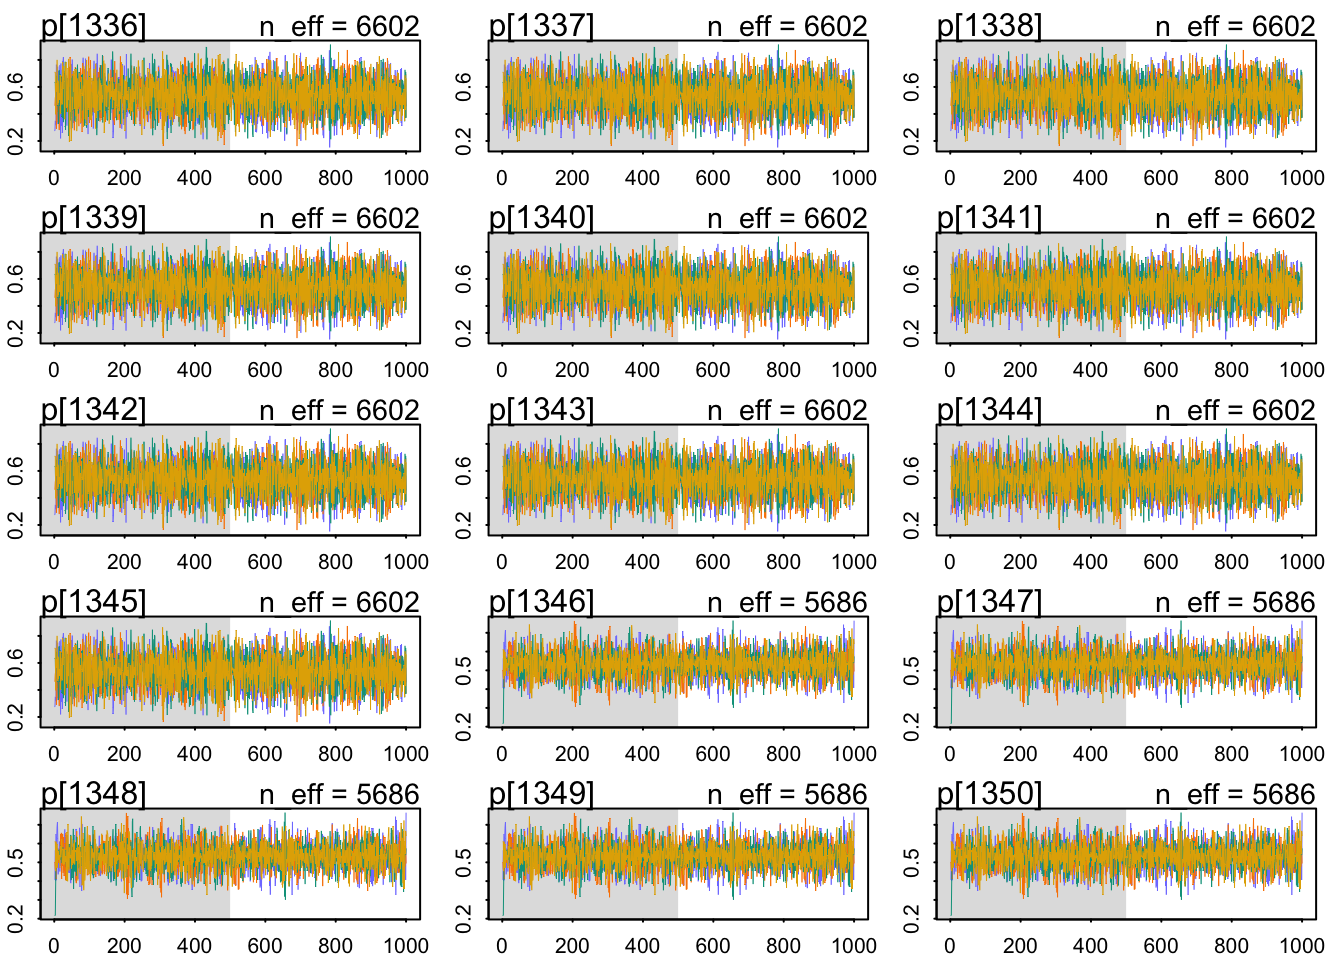 p[1336] n_eff = 6602 p[1337] n_eff = 6602 p[1338] n_eff = 6602
0.2 0.6 0.2 0.6 0.2 0.6
0 200 400 600 800 1000 0 200 400 600 800 1000 0 200 400 600 800 1000
p[1339] n_eff = 6602 p[1340] n_eff = 6602 p[1341] n_eff = 6602
0.2 0.6 0.2 0.6 0.2 0.6
0 200 400 600 800 1000 0 200 400 600 800 1000 0 200 400 600 800 1000
p[1342] n_eff = 6602 p[1343] n_eff = 6602 p[1344] n_eff = 6602
0.2 0.6 0.2 0.6 0.2 0.6
0 200 400 600 800 1000 0 200 400 600 800 1000 0 200 400 600 800 1000
p[1345] n_eff = 6602 p[1346] n_eff = 5686 p[1347] n_eff = 5686
0.2 0.6 0.2 0.5 0.2 0.5
0 200 400 600 800 1000 0 200 400 600 800 1000 0 200 400 600 800 1000
p[1348] n_eff = 5686 p[1349] n_eff = 5686 p[1350] n_eff = 5686
0.2 0.5 0.2 0.5 0.2 0.5
0 200 400 600 800 1000 0 200 400 600 800 1000 0 200 400 600 800 1000